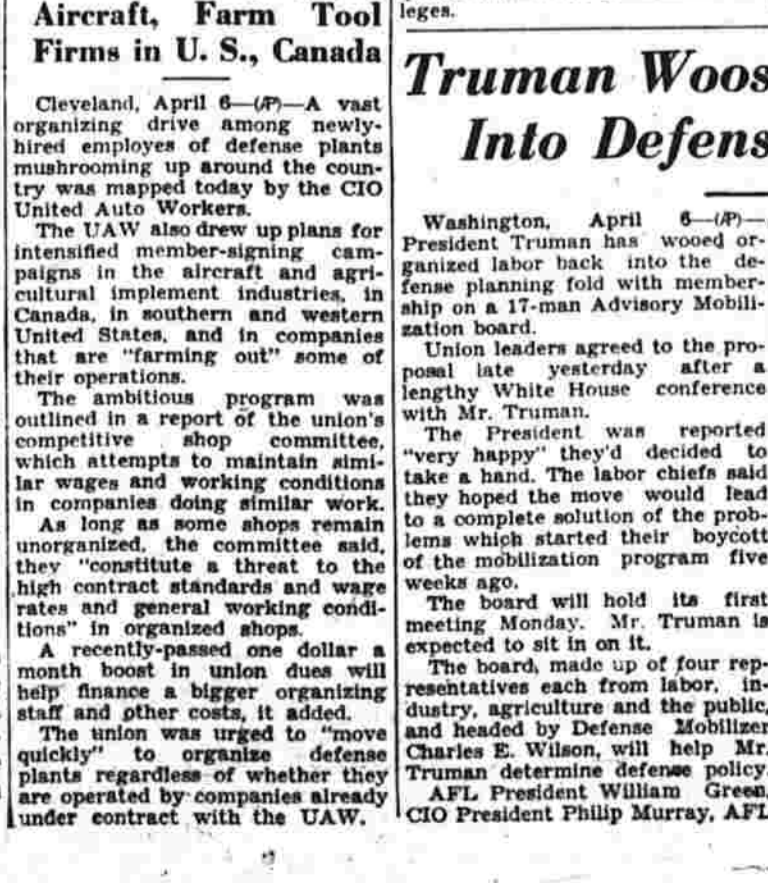 Aircraft, Farm Tool
Firms in U. S., Canada
Cleveland, April 6—(AP)—A vast
organizing drive among newly-
hired employes of defense plants
mushrooming up around the coun-
try was mapped today by the CIO
United Auto Workers.
The UAW also drew up plans for
intensified member-signing cam-
paigns in the aircraft and agri-
cultural implement industries, in
Canada, in southern and western
United States, and in companies
that are "farming out" some of
their operations.
The ambitious program was
outlined in a report of the union's
competitive shop committee,
which attempts to maintain simi-
lar wages and working conditions
in companies doing similar work.
As long as some shops remain
unorganized, the committee said,
they "constitute a threat to the
high contract standards and wage
rates and general working condi-
tions" in organized shops.
A recently-passed one dollar a
month boost in union dues will
help finance a bigger organizing
staff and other costs, it added.
The union was urged to "move
quickly" to organize defense
plants regardless of whether they
are operated by companies already
under contract with the UAW.
leges.
Truman Woos
Into Defens
Washington, April 6—(AP)—
President Truman has wooed or-
ganized labor back into the de-
fense planning fold with member-
ship on a 17-man Advisory Mobili-
zation board.
Union leaders agreed to the pro-
posal late yesterday after a
lengthy White House conference
with Mr. Truman.
The President was reported
"very happy" they'd decided to
take a hand. The labor chiefs said
they hoped the move would lead
to a complete solution of the prob-
lems which started their boycott
of the mobilization program five
weeks ago.
The board will hold its first
meeting Monday. Mr. Truman is
expected to sit in on it.
The board, made up of four rep-
resentatives each from labor, in-
dustry, agriculture and the public,
and headed by Defense Mobilizer
Charles E. Wilson, will help Mr.
Truman determine defense policy.
AFL President William Green,
CIO President Philip Murray, AFL